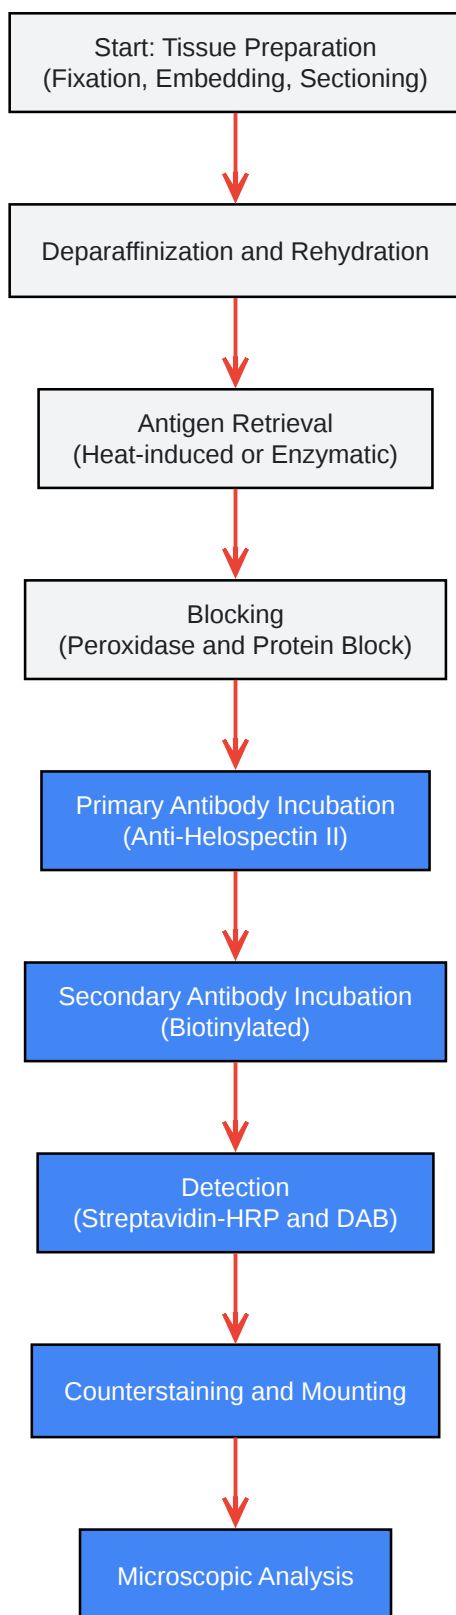 Start: Tissue Preparation
(Fixation, Embedding, Sectioning)
Deparaffinization and Rehydration
Antigen Retrieval
(Heat-induced or Enzymatic)
Blocking
(Peroxidase and Protein Block)
Primary Antibody Incubation
(Anti-Helospectin II)
Secondary Antibody Incubation
(Biotinylated)
Detection
(Streptavidin-HRP and DAB)
Counterstaining and Mounting
Microscopic Analysis